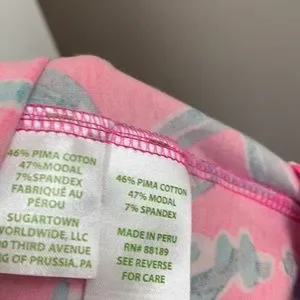 46% PIMA COTTON
47% MODAL
7% SPANDEX
FABRIQUÉ AU
PÉROU
SUGARTOWN
WORLDWIDE, LLC
THIRD AVENUE
OF PRUSSIA, PA
46% PIMA COTTON
47% MODAL
7% SPANDEX
MADE IN PERU
RN# 88189
SEE REVERSE
FOR CARE